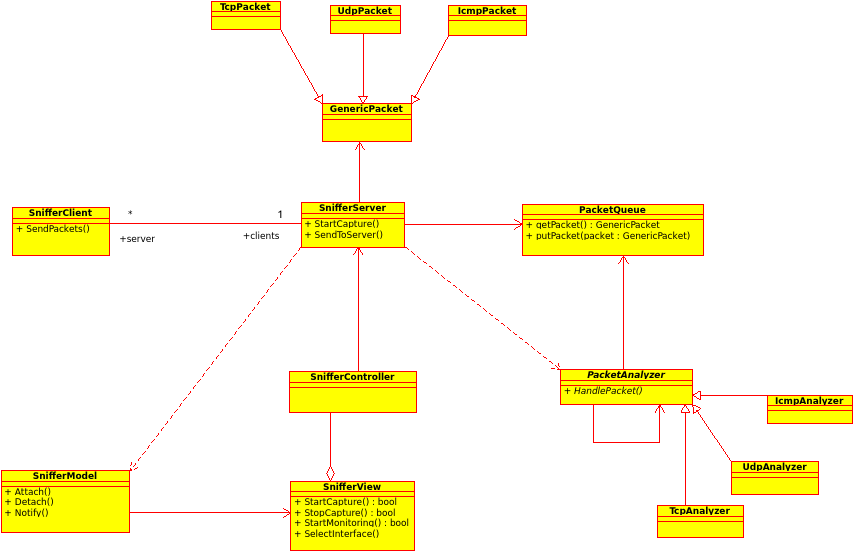 TcpPacket
UdpPacket
IcmpPacket
GenericPacket
SnifferClient
+ SendPackets()
*
+server
1
+clients
SnifferServer
+ StartCapture()
+ SendToServer()
PacketQueue
+ getPacket() : GenericPacket
+ putPacket(packet : GenericPacket)
SnifferController
PacketAnalyzer
+ HandlePacket()
IcmpAnalyzer
UdpAnalyzer
TcpAnalyzer
SnifferModel
+ Attach()
+ Detach()
+ Notify()
SnifferView
+ StartCapture() : bool
+ StopCapture() : bool
+ StartMonitoring() : bool
+ SelectInterface()